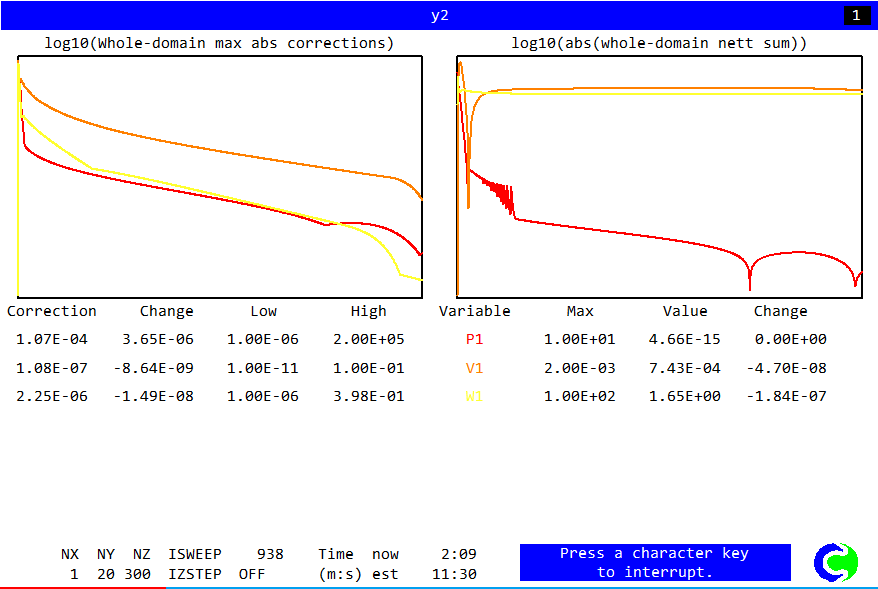 y2
1
log10(Whole-domain max abs corrections) log10(abs(whole-domain nett sum))
Correction Change Low High Variable Max Value Change
1.07E-04 3.65E-06 1.00E-06 2.00E+05 P1 1.00E+01 4.66E-15 0.00E+00
1.08E-07 -8.64E-09 1.00E-11 1.00E-01 V1 2.00E-03 7.43E-04 -4.70E-08
2.25E-06 -1.49E-08 1.00E-06 3.98E-01 W1 1.00E+02 1.65E+00 -1.84E-07
NX NY NZ ISWEEP 938 Time now 2:09
1 20 300 IZSTEP OFF (m:s) est 11:30
Press a character key
to interrupt.